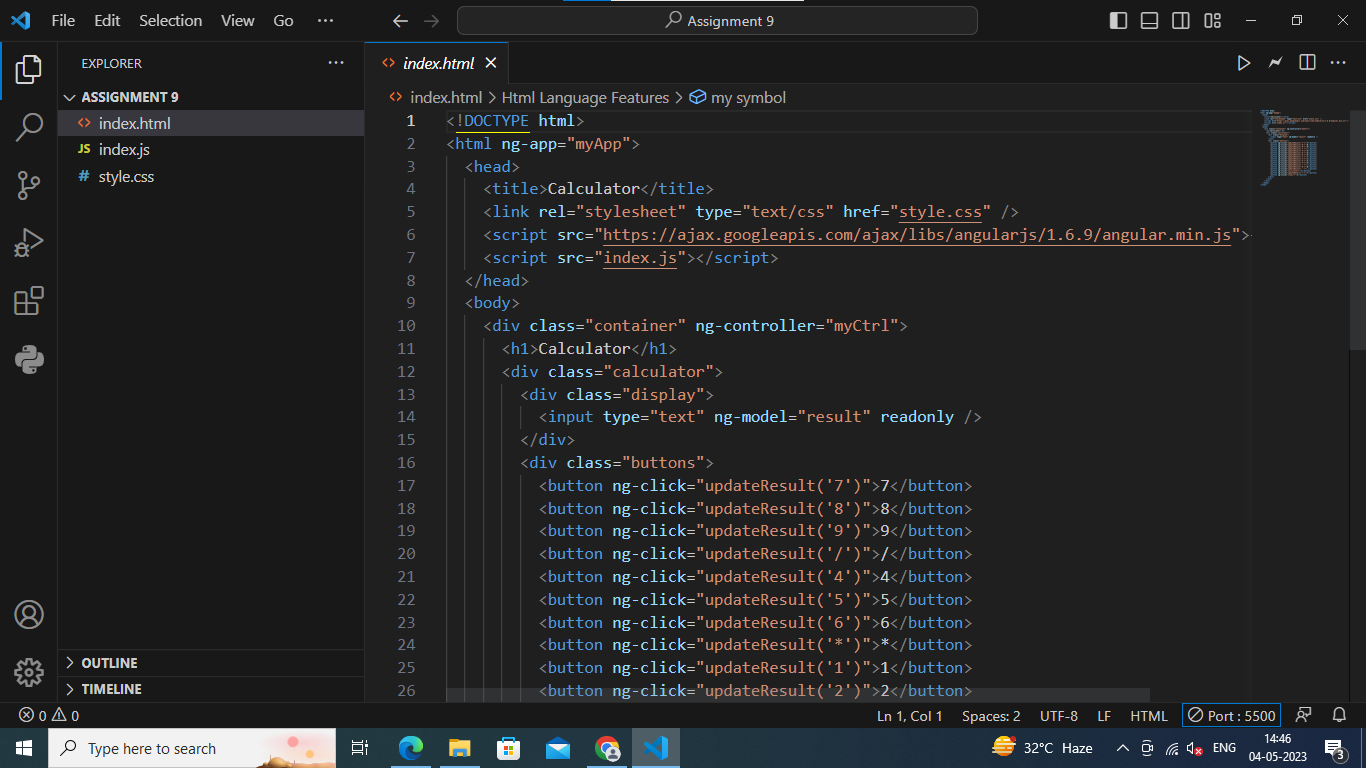 File Edit Selection View Go ···
Assignment 9
EXPLORER ···
ASSIGNMENT 9
<> index.html
JS index.js
# style.css
OUTLINE
TIMELINE
<> index.html ×
<> index.html > Html Language Features > my symbol
1 <!DOCTYPE html>
2 <html ng-app="myApp">
3 <head>
4 <title>Calculator</title>
5 <link rel="stylesheet" type="text/css" href="style.css" />
6 <script src="https://ajax.googleapis.com/ajax/libs/angularjs/1.6.9/angular.min.js">
7 <script src="index.js"></script>
8 </head>
9 <body>
10 <div class="container" ng-controller="myCtrl">
11 <h1>Calculator</h1>
12 <div class="calculator">
13 <div class="display">
14 <input type="text" ng-model="result" readonly />
15 </div>
16 <div class="buttons">
17 <button ng-click="updateResult('7')">7</button>
18 <button ng-click="updateResult('8')">8</button>
19 <button ng-click="updateResult('9')">9</button>
20 <button ng-click="updateResult('/')">/</button>
21 <button ng-click="updateResult('4')">4</button>
22 <button ng-click="updateResult('5')">5</button>
23 <button ng-click="updateResult('6')">6</button>
24 <button ng-click="updateResult('*')">*</button>
25 <button ng-click="updateResult('1')">1</button>
26 <button ng-click="updateResult('2')">2</button>
0 0
Ln 1, Col 1 Spaces: 2 UTF-8 LF HTML Port : 5500
Type here to search
32°C Haze
ENG
14:46
04-05-2023
3